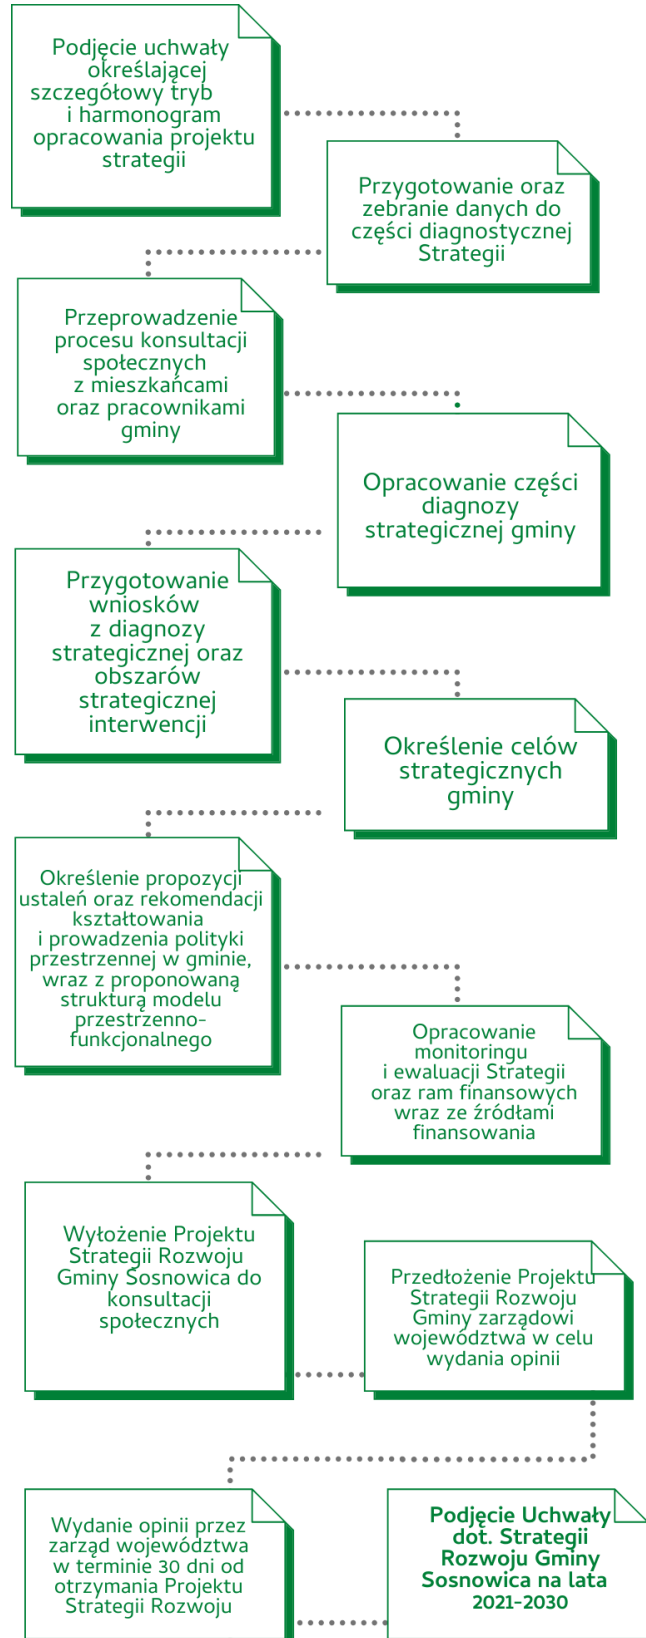 Podjęcie uchwały
określającej
szczegółowy tryb
i harmonogram
opracowania projektu
strategii
Przygotowanie oraz
zebranie danych do
części diagnostycznej
Strategii
Przeprowadzenie
procesu konsultacji
społecznych
z mieszkańcami
oraz pracownikami
gminy
Opracowanie części
diagnozy
strategicznej gminy
Przygotowanie
wniosków
z diagnozy
strategicznej oraz
obszarów
strategicznej
interwencji
Określenie celów
strategicznych
gminy
Określenie propozycji
ustaleń oraz rekomendacji
kształtowania
i prowadzenia polityki
przestrzennej w gminie,
wraz z proponowaną
strukturą modelu
przestrzenno-
funkcjonalnego
Opracowanie
monitoringu
i ewaluacji Strategii
oraz ram finansowych
wraz ze źródłami
finansowania
Wyłożenie Projektu
Strategii Rozwoju
Gminy Sosnowica do
konsultacji
społecznych
Przedłożenie Projektu
Strategii Rozwoju
Gminy zarządowi
województwa w celu
wydania opinii
Wydanie opinii przez
zarząd województwa
w terminie 30 dni od
otrzymania Projektu
Strategii Rozwoju
Podjęcie Uchwały
dot. Strategii
Rozwoju Gminy
Sosnowica na lata
2021-2030